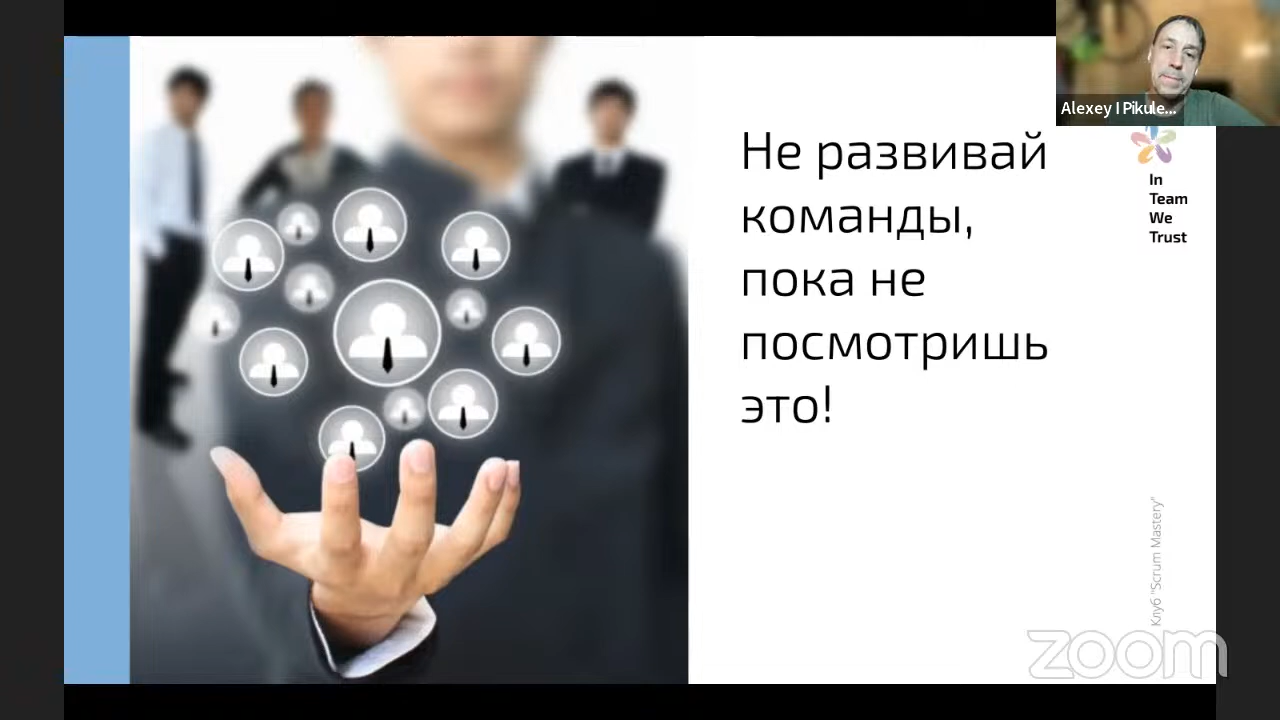 Alexey I Pikule...
Не развивай
команды,
пока не
посмотришь
это!
In
Team
We
Trust
Клуб "Scrum Mastery"
zoom